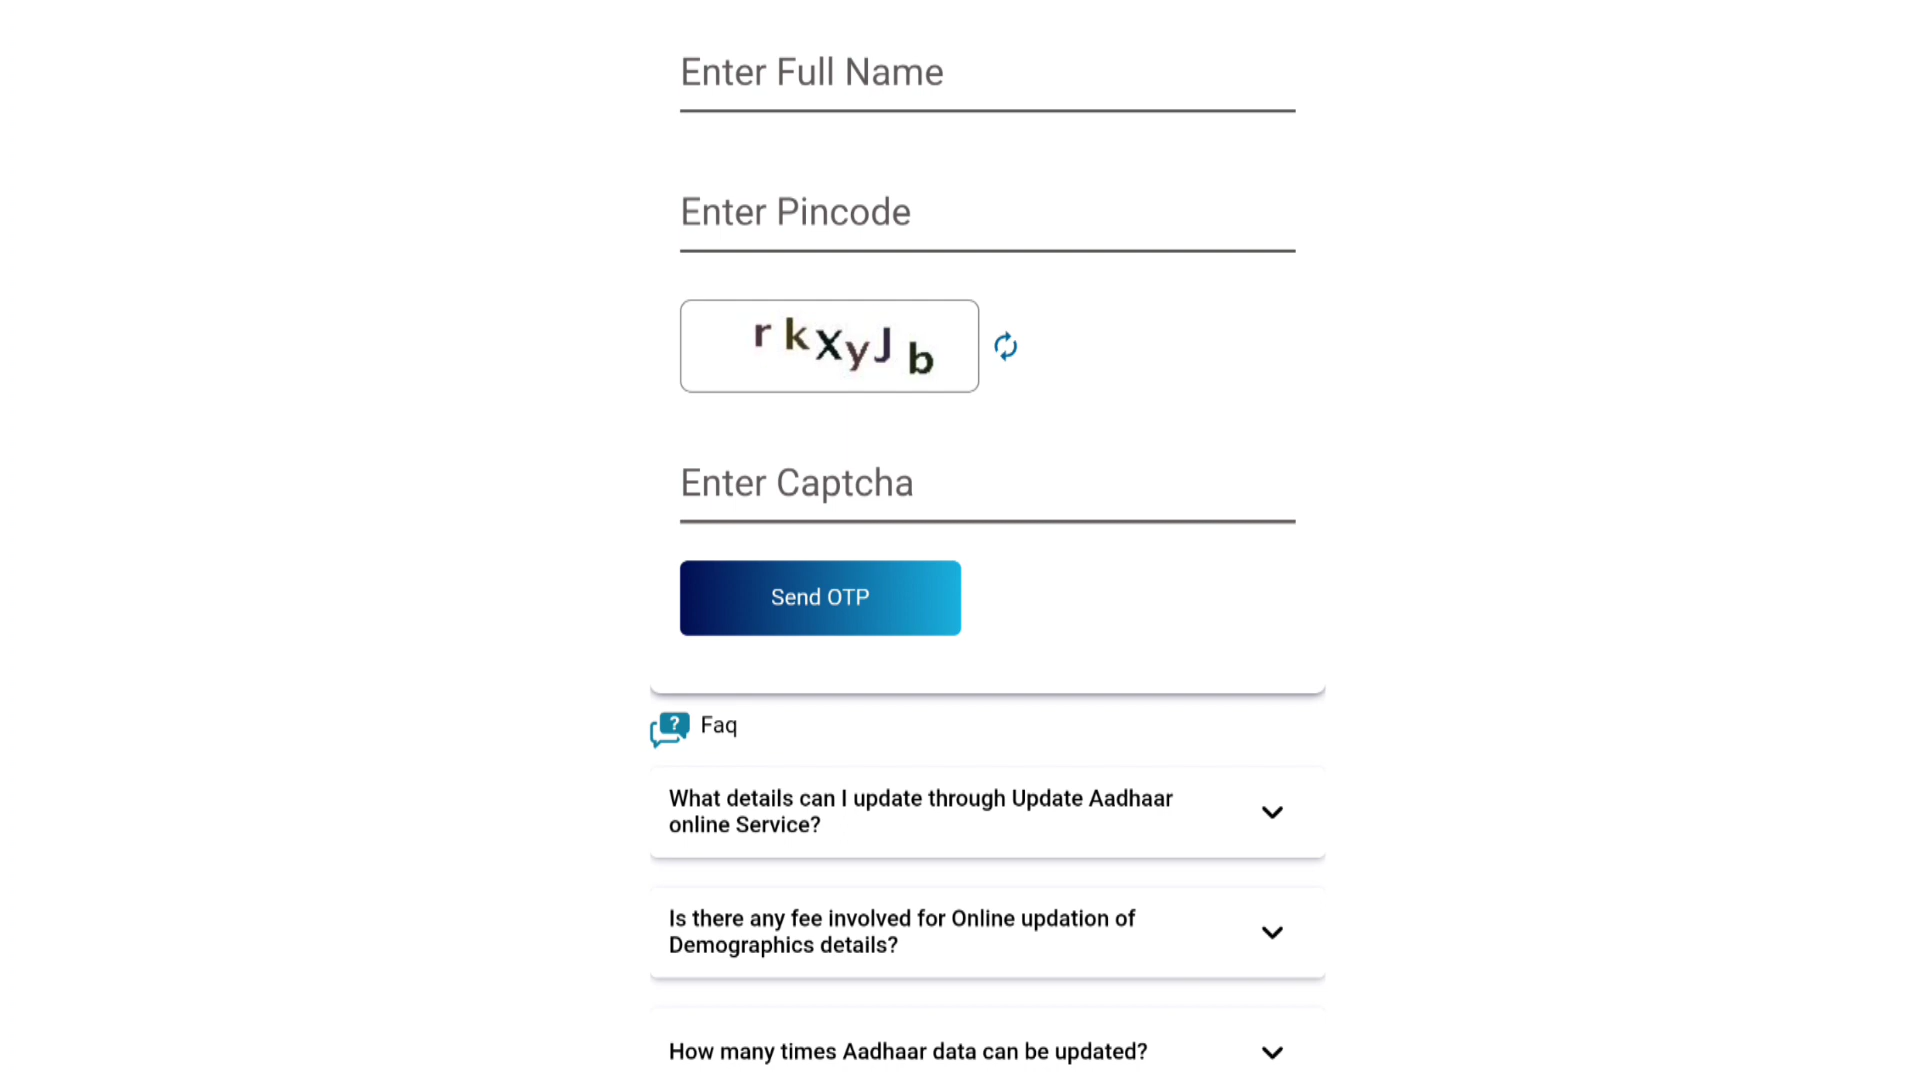 Enter Full Name
Enter Pincode
rkXyJb
Enter Captcha
Send OTP
? Faq
What details can I update through Update Aadhaar
online Service?
Is there any fee involved for Online updation of
Demographics details?
How many times Aadhaar data can be updated?